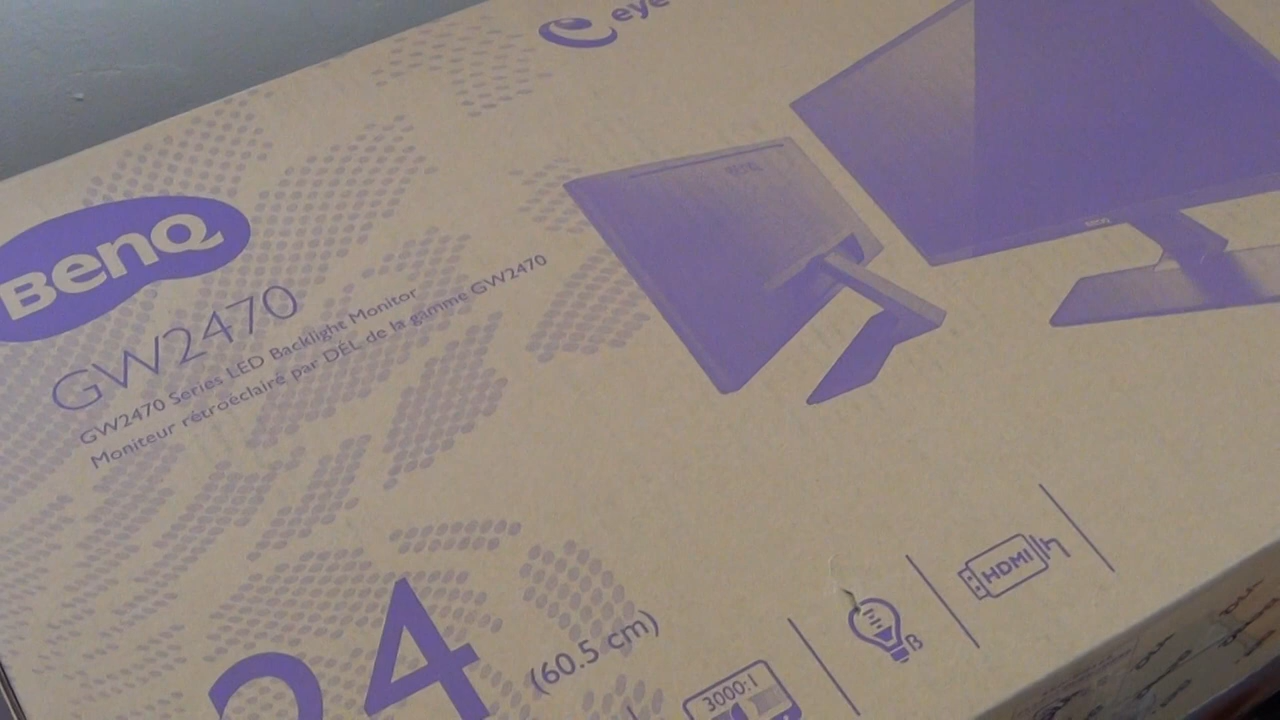 eye
BenQ
GW2470
GW2470 Series LED Backlight Monitor
Moniteur rétroéclairé par DÉL de la gamme GW2470
24
(60.5 cm)
3000:1
HDMI